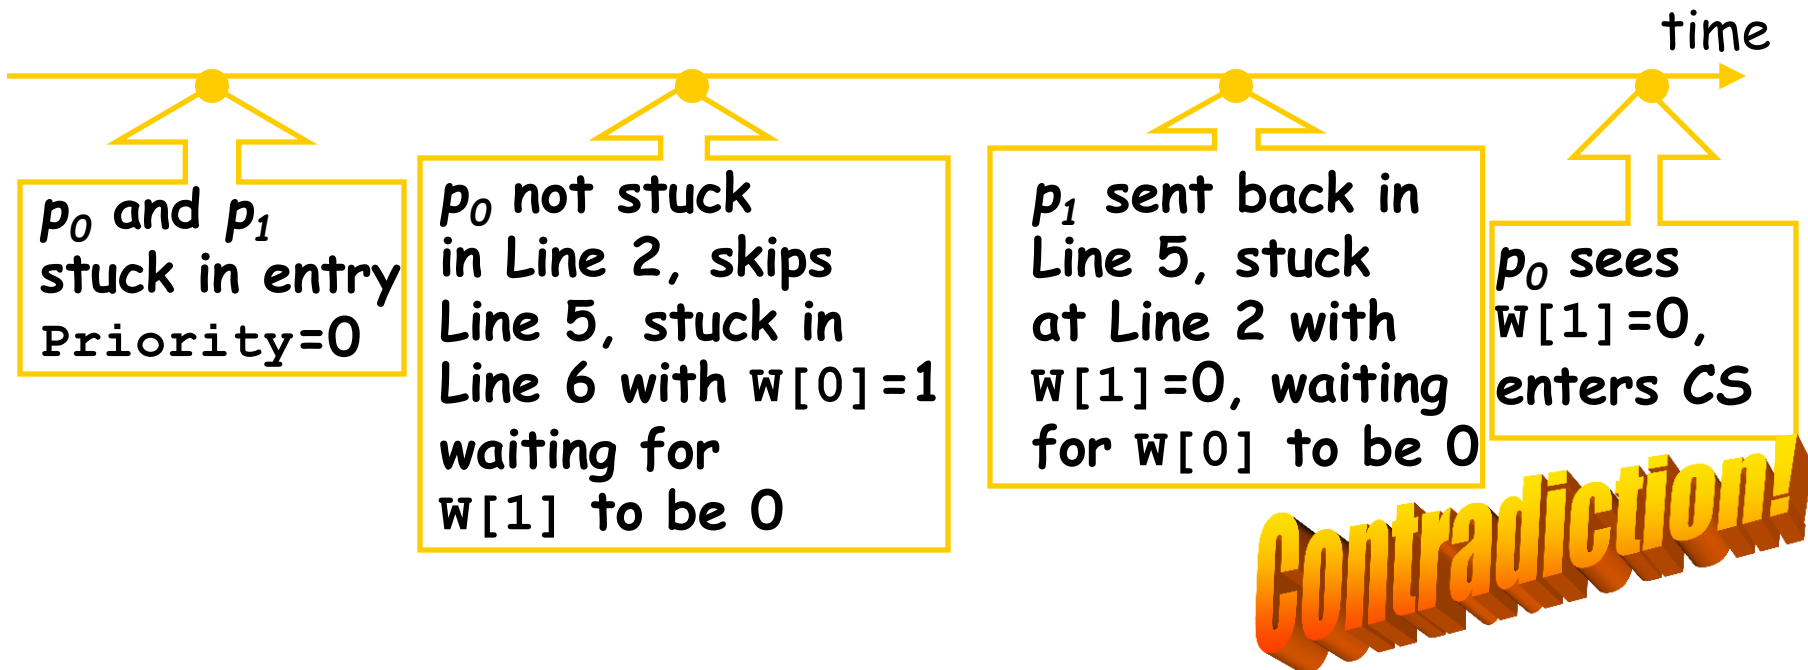 time
p0 and p1
stuck in entry
Priority=0
p0 not stuck
in Line 2, skips
Line 5, stuck in
Line 6 with W[0]=1
waiting for
W[1] to be 0
p1 sent back in
Line 5, stuck
at Line 2 with
W[1]=0, waiting
for W[0] to be 0
p0 sees
W[1]=0,
enters CS
Contradiction!